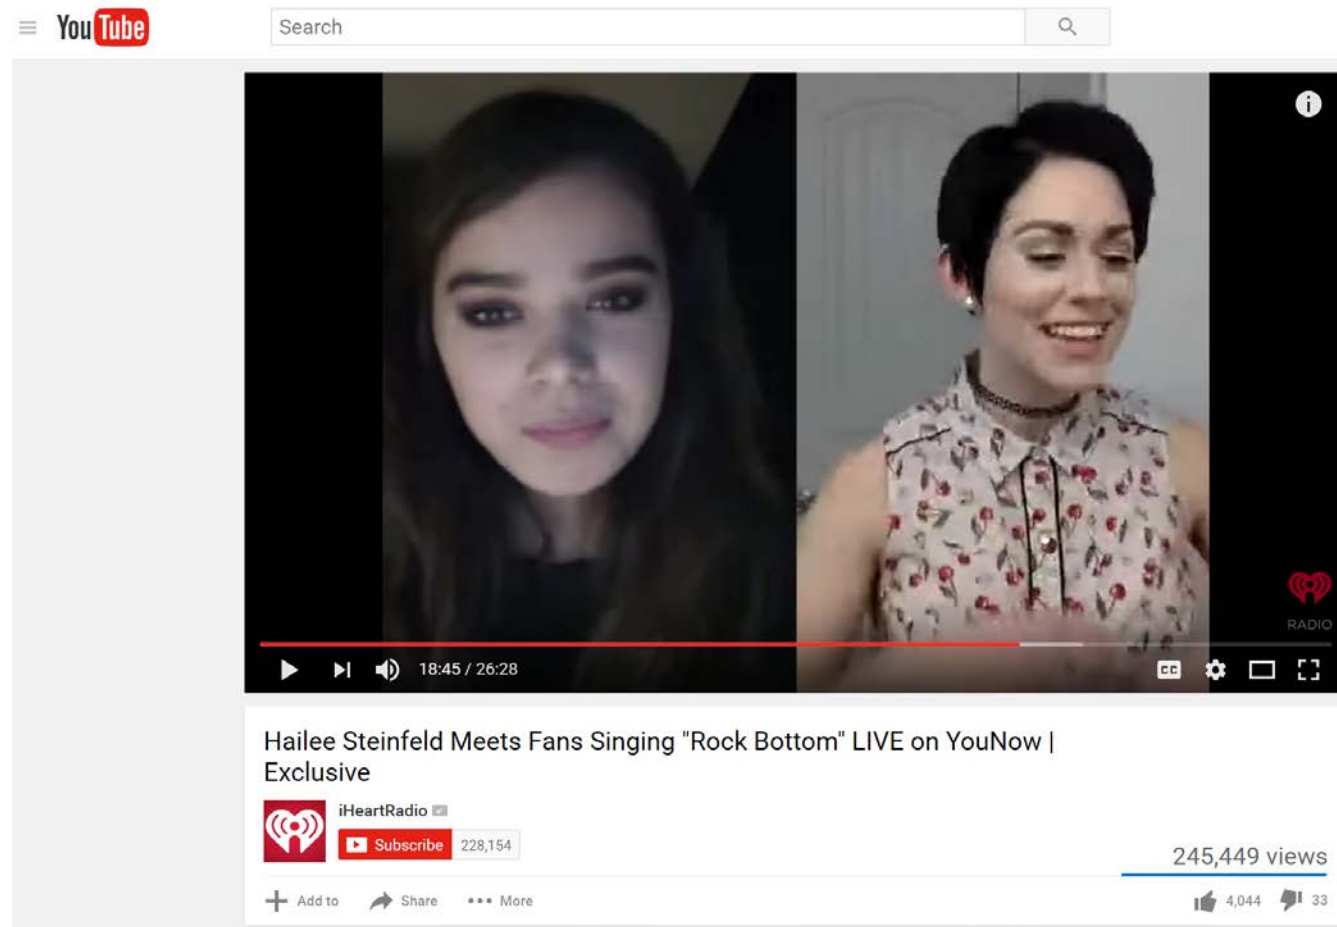 YouTube
Search
RADIO
18:45 / 26:28
CC
Hailee Steinfeld Meets Fans Singing "Rock Bottom" LIVE on YouNow |
Exclusive
iHeartRadio
Subscribe 228,154
245,449 views
Add to Share More
4,044 33